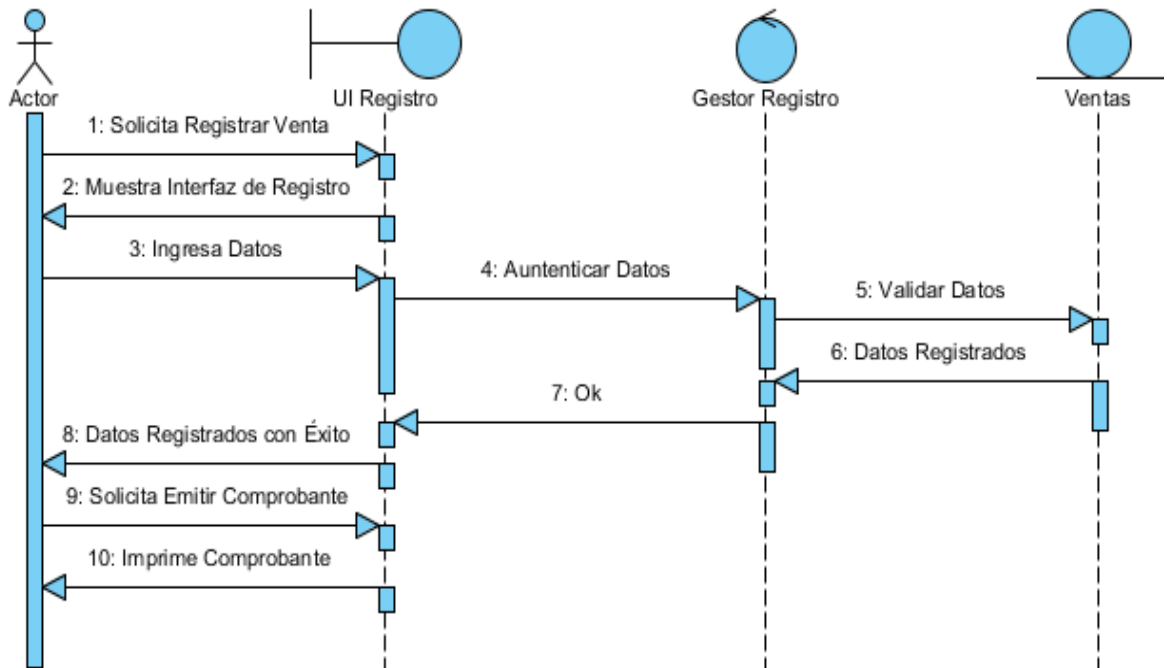 Actor
UI Registro
Gestor Registro
Ventas
1: Solicita Registrar Venta
2: Muestra Interfaz de Registro
3: Ingresa Datos
4: Auntenticar Datos
5: Validar Datos
6: Datos Registrados
7: Ok
8: Datos Registrados con Éxito
9: Solicita Emitir Comprobante
10: Imprime Comprobante